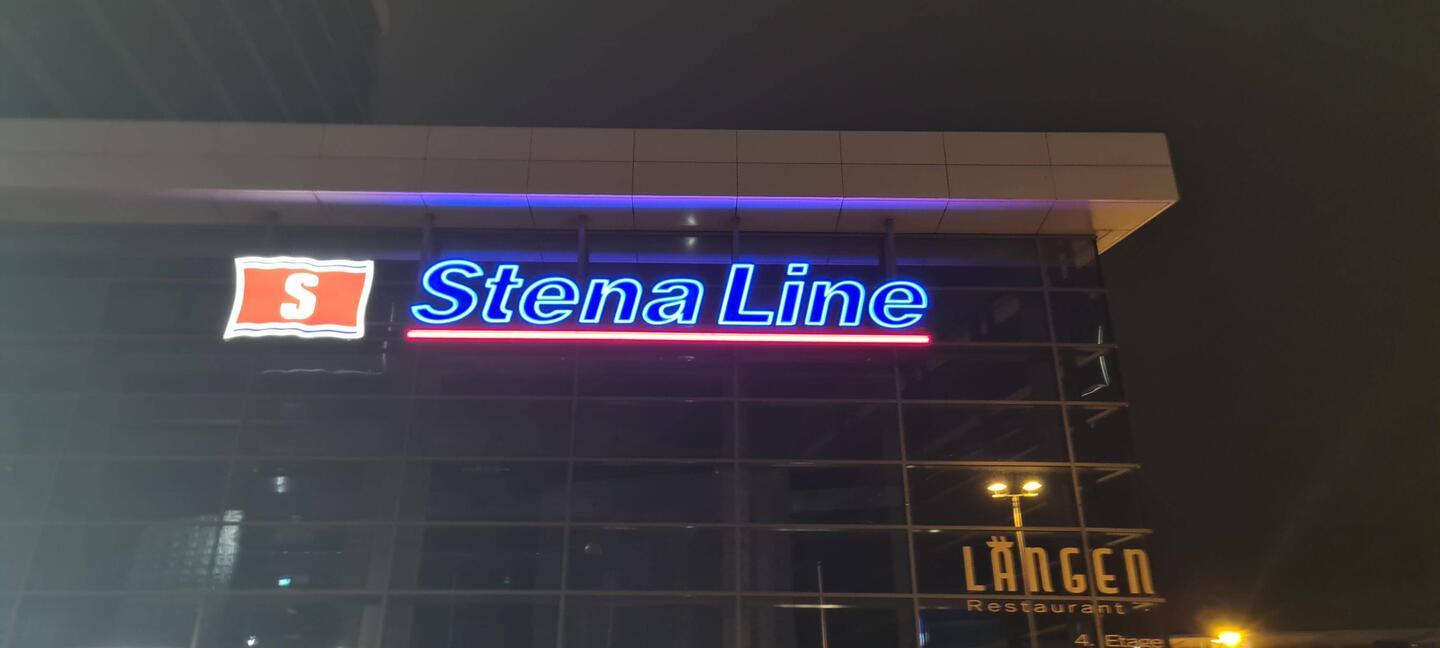 S
Stena Line
LÄNGEN
Restaurant
4. Etage